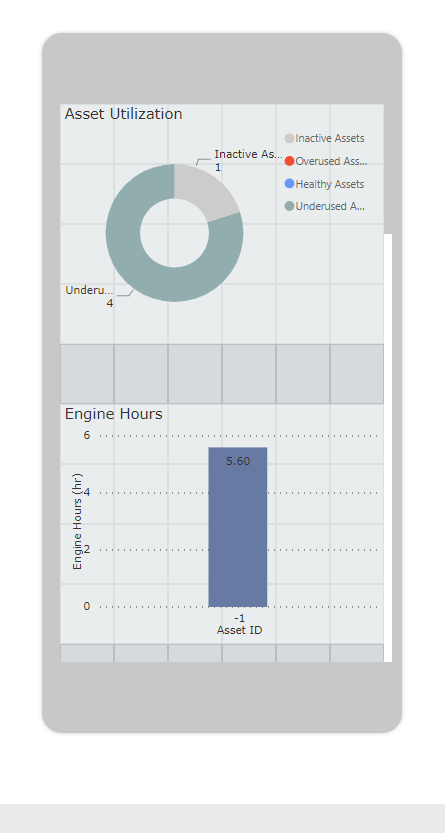 Asset Utilization
Inactive As...
1
Inactive Assets
Overused Ass...
Healthy Assets
Underused A...
Underu...
4
Engine Hours
6
4
2
0
Engine Hours (hr)
5.60
-1
Asset ID